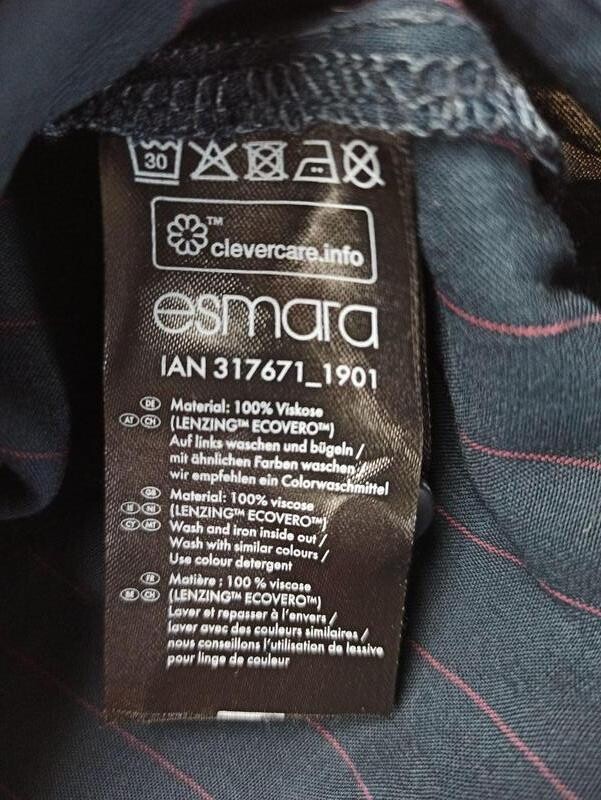 30
™
clevercare.info
esmara
IAN 317671_1901
DE Material: 100% Viskose
AT CH (LENZING™ ECOVERO™)
Auf links waschen und bügeln /
mit ähnlichen Farben waschen /
wir empfehlen ein Colorwaschmittel
GB Material: 100% viscose
IE NI (LENZING™ ECOVERO™)
CY MT Wash and iron inside out /
Wash with similar colours /
Use colour detergent
FR Matière : 100 % viscose
BE CH (LENZING™ ECOVERO™)
Laver et repasser à l'envers /
laver avec des couleurs similaires /
nous conseillons l'utilisation de lessive
pour linge de couleur